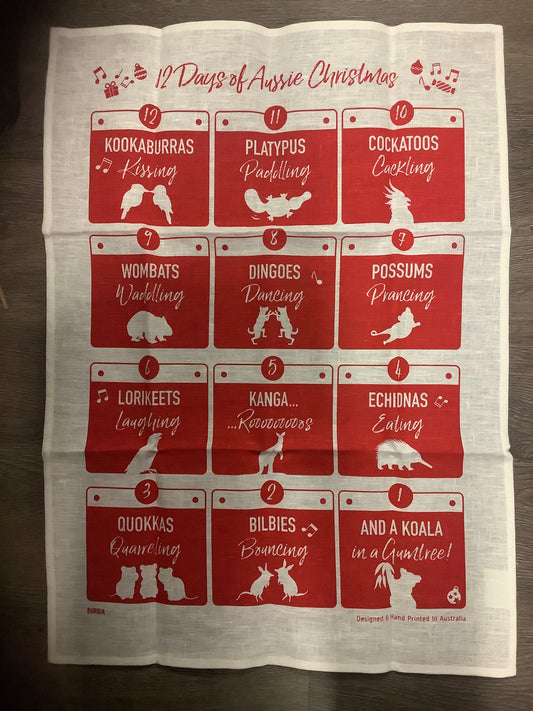 12 Days of Aussie Christmas
12
KOOKABURRAS
Kissing
11
PLATYPUS
Paddling
10
COCKATOOS
Cackling
9
WOMBATS
Waddling
8
DINGOES
Dancing
7
POSSUMS
Prancing
6
LORIKEETS
Laughing
5
KANGA...
...Rooooooooos
4
ECHIDNAS
Eating
3
QUOKKAS
Quarreling
2
BILBIES
Bouncing
1
AND A KOALA
in a Gumtree!
BURBIA
Designed & Hand Printed In Australia